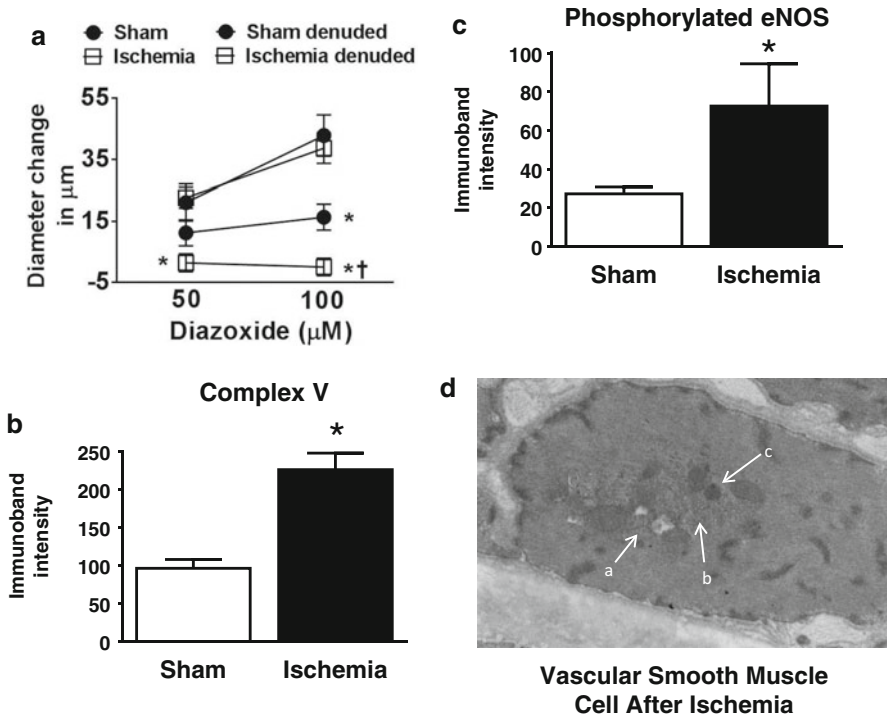 a
Sham
Sham denuded
Ischemia
Ischemia denuded
Diameter change
in μm
55
35
15
-5
*
*
*†
50
100
Diazoxide (μM)
b
Complex V
Immunoband
intensity
250
200
150
100
50
0
*
Sham
Ischemia
c
Phosphorylated eNOS
Immunoband
intensity
100
80
60
40
20
0
*
Sham
Ischemia
d
c
a
b
Vascular Smooth Muscle
Cell After Ischemia